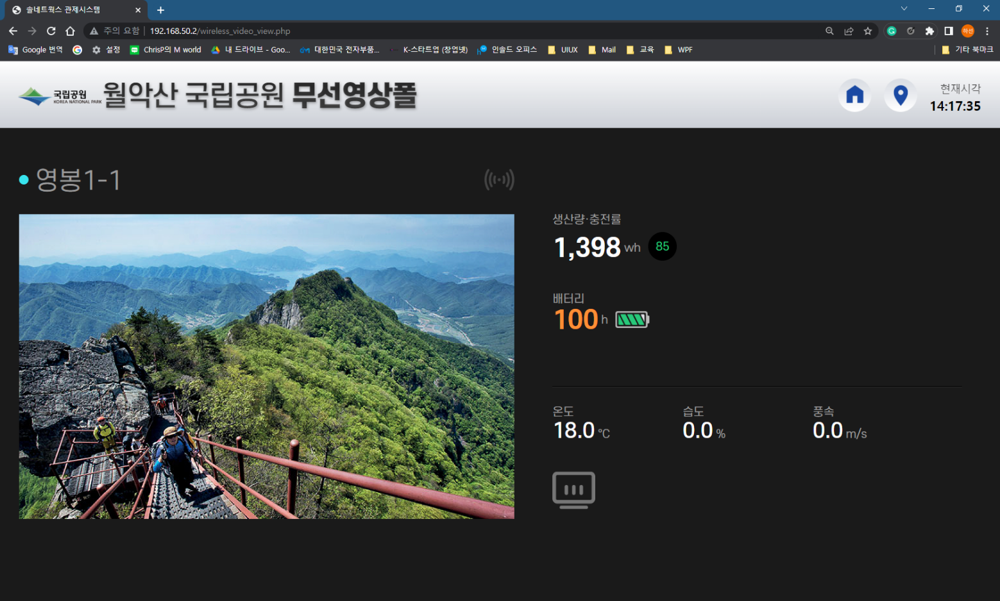 솔네트웍스 관제시스템
주의 요함 | 192.168.50.2/wireless_video_view.php
하선
Google 번역
설정
ChrisP의 M world
내 드라이브 - Goo...
대한민국 전자부품...
K-스타트업 (창업넷)
인솔드 오피스
UIUX
Mail
교육
WPF
기타 북마크
국립공원
KOREA NATIONAL PARK
월악산 국립공원 무선영상폴
현재시각
14:17:35
영봉1-1
생산량·충전률
1,398 wh 85
배터리
100 h
온도 습도 풍속
18.0 ℃ 0.0 % 0.0 m/s